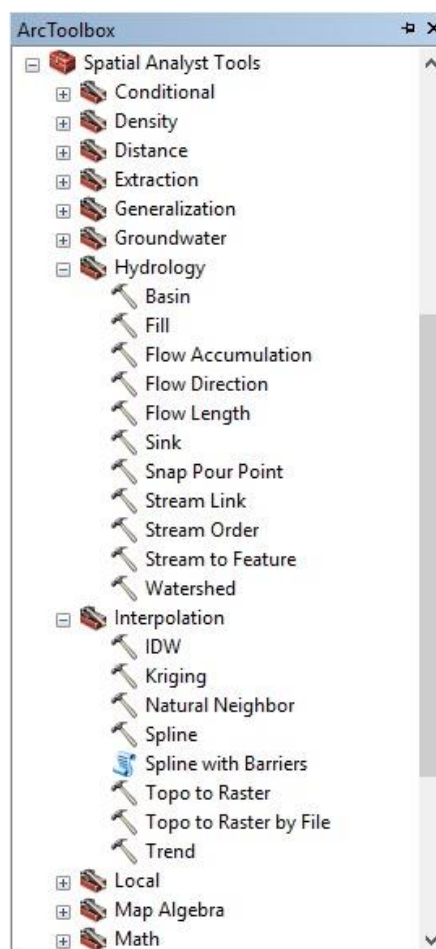 ArcToolbox
Spatial Analyst Tools
Conditional
Density
Distance
Extraction
Generalization
Groundwater
Hydrology
Basin
Fill
Flow Accumulation
Flow Direction
Flow Length
Sink
Snap Pour Point
Stream Link
Stream Order
Stream to Feature
Watershed
Interpolation
IDW
Kriging
Natural Neighbor
Spline
Spline with Barriers
Topo to Raster
Topo to Raster by File
Trend
Local
Map Algebra
Math